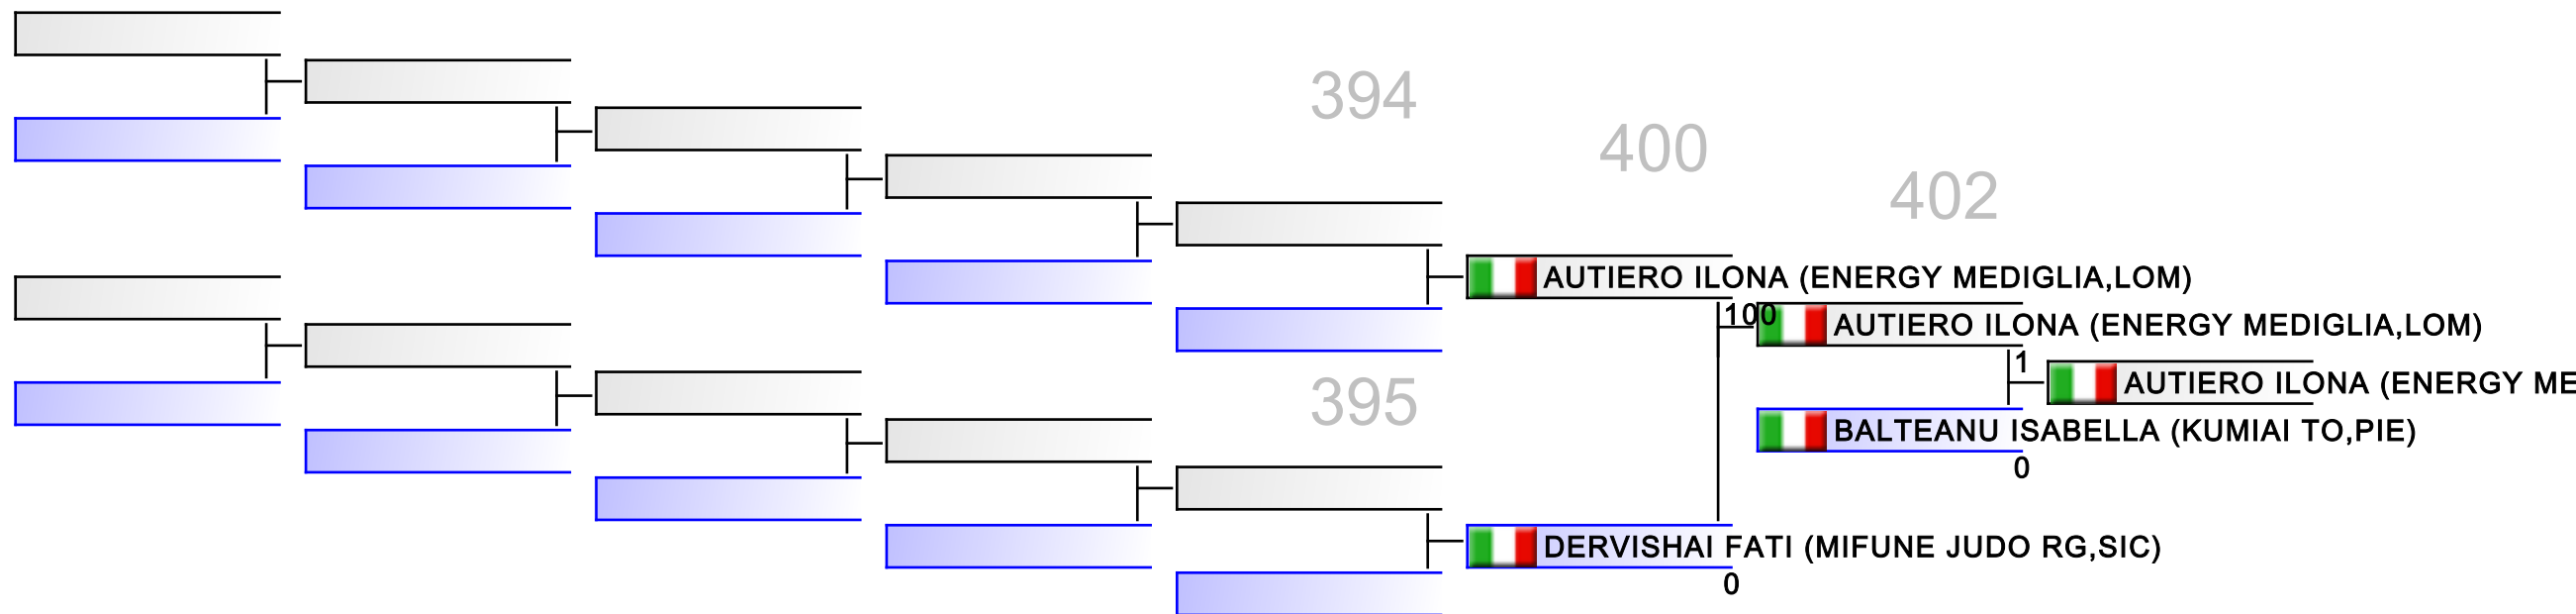 394
400
402
AUTIERO ILONA (ENERGY MEDIGLIA,LOM)
100
AUTIERO ILONA (ENERGY MEDIGLIA,LOM)
1
AUTIERO ILONA (ENERGY ME
395
BALTEANU ISABELLA (KUMIAI TO,PIE)
0
DERVISHAI FATI (MIFUNE JUDO RG,SIC)
0